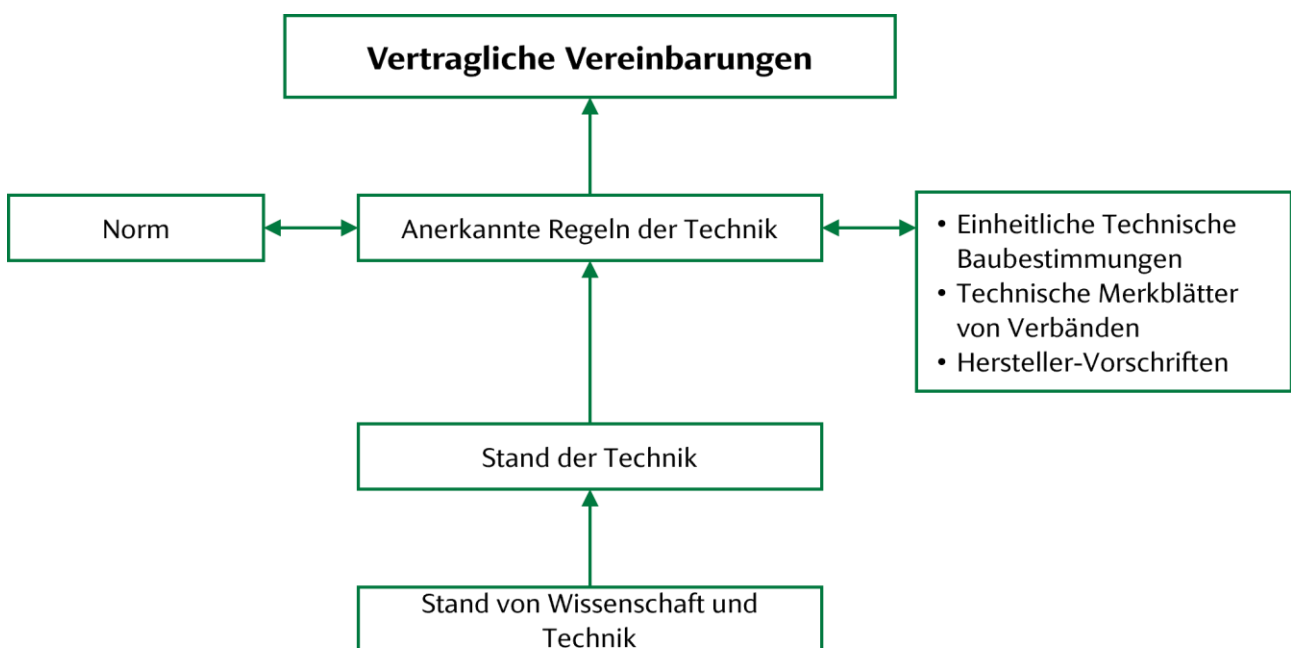 Vertragliche Vereinbarungen
Norm
Anerkannte Regeln der Technik
• Einheitliche Technische
Baubestimmungen
• Technische Merkblätter
von Verbänden
• Hersteller-Vorschriften
Stand der Technik
Stand von Wissenschaft und
Technik